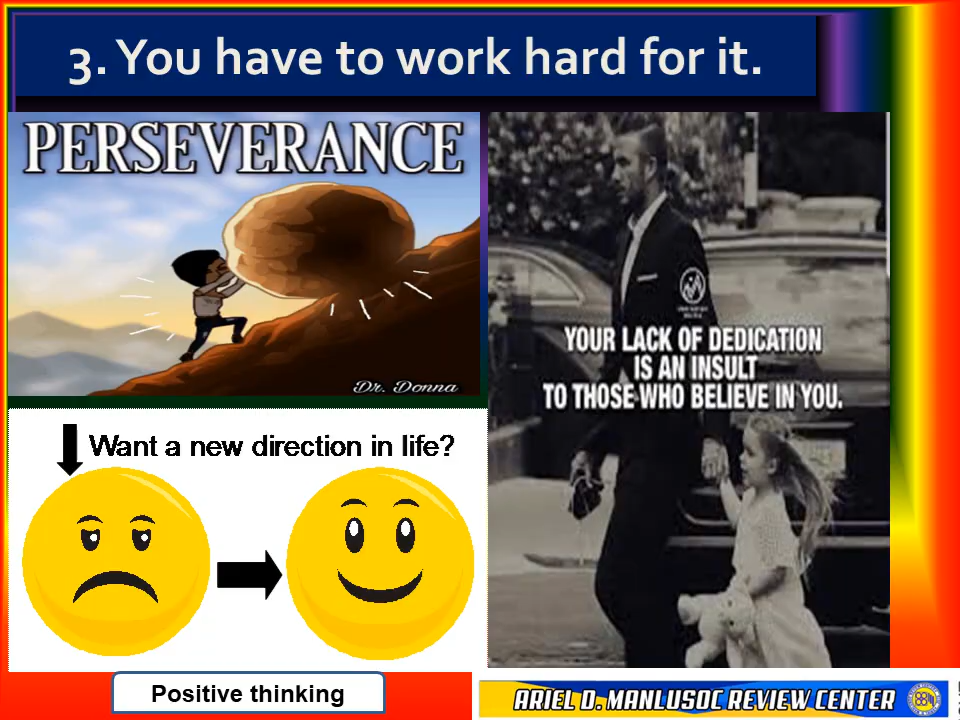 3. You have to work hard for it.
PERSEVERANCE
Dr. Donna
YOUR LACK OF DEDICATION
IS AN INSULT
TO THOSE WHO BELIEVE IN YOU.
Want a new direction in life?
Positive thinking
ARIEL D. MANLUSOC REVIEW CENTER